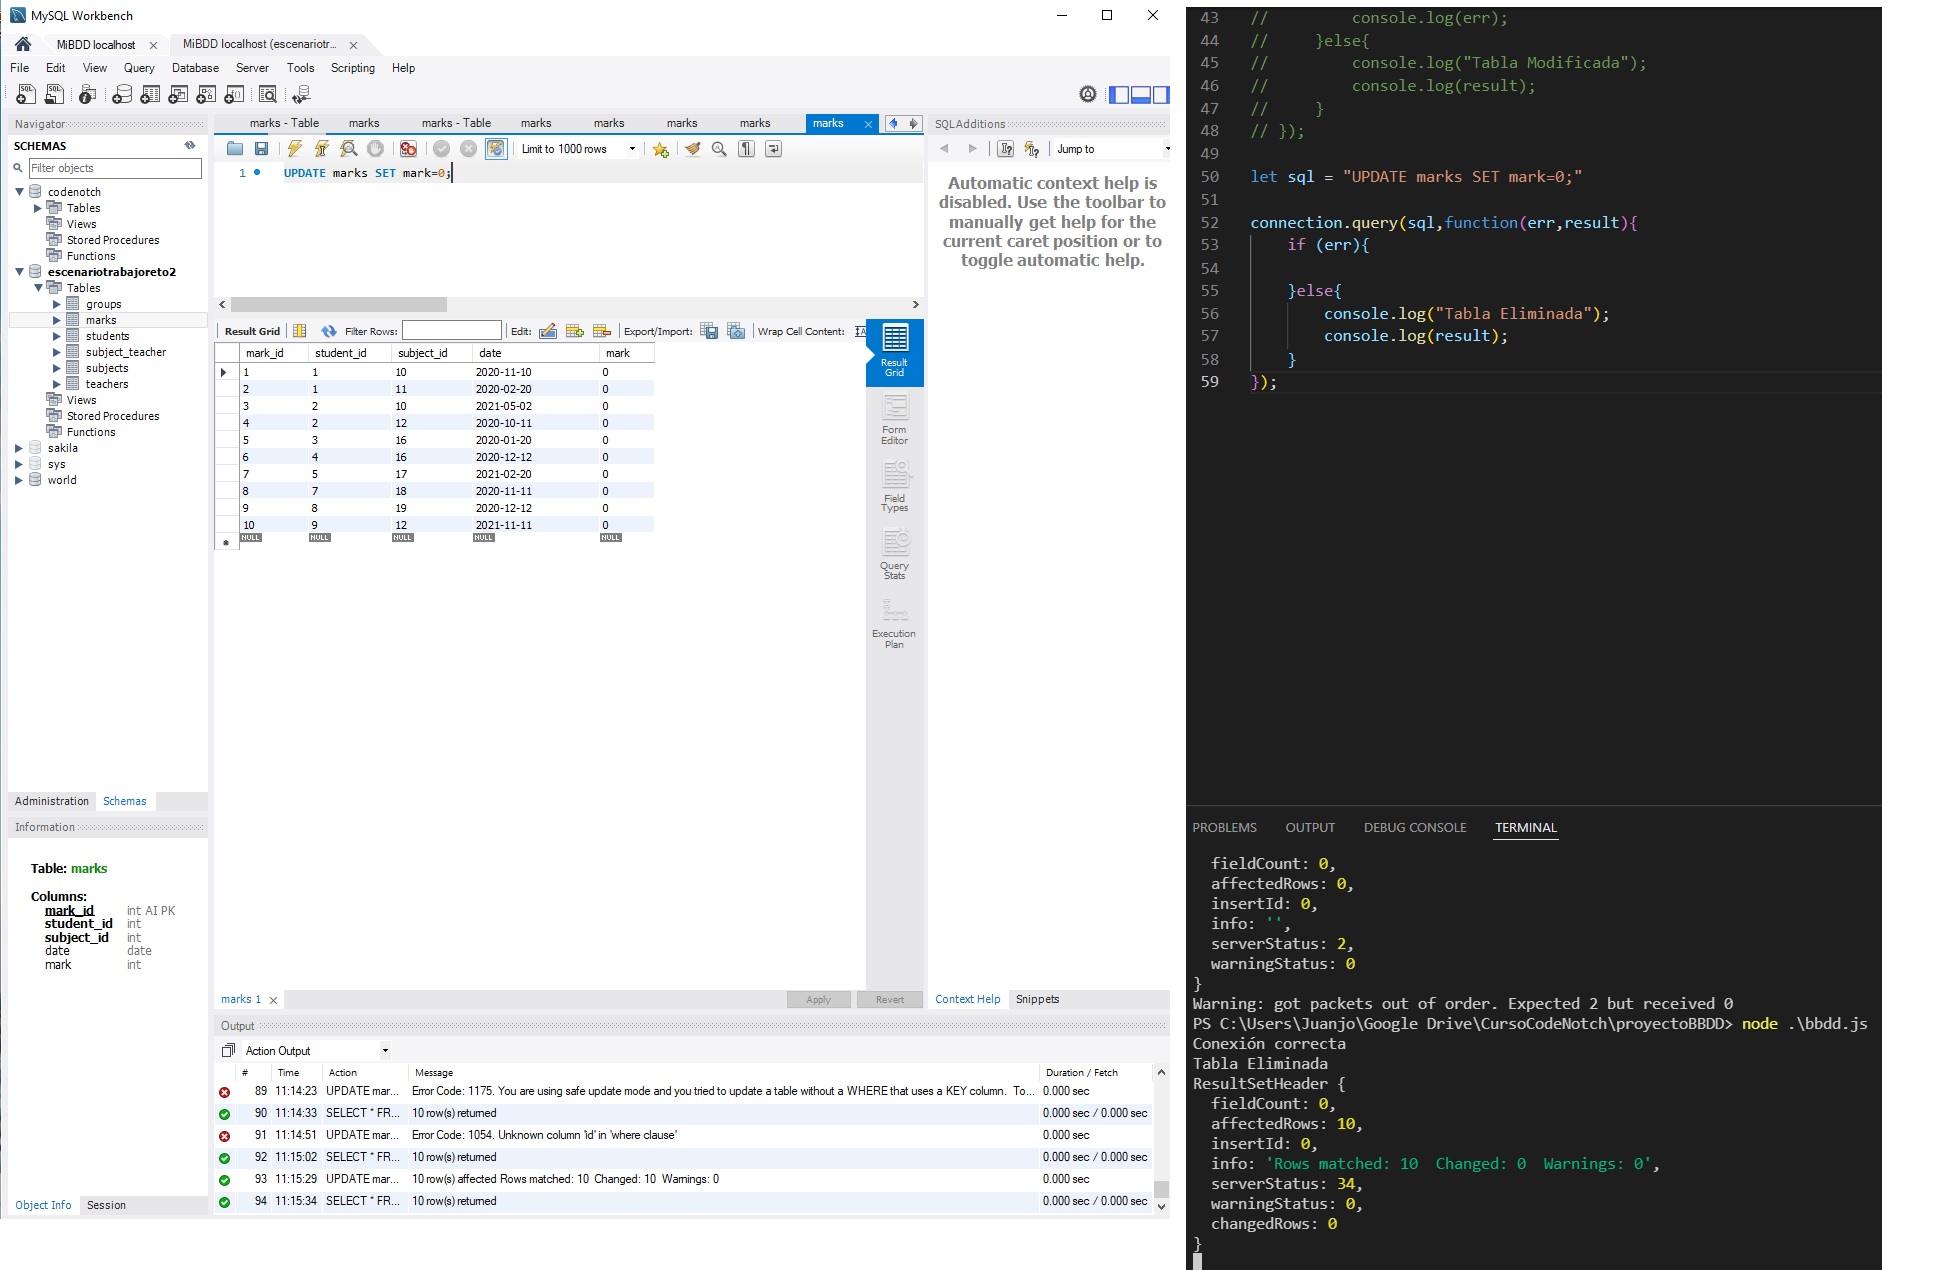 MySQL Workbench
MiBDD localhost
MiBDD localhost (escenariotr...
File Edit View Query Database Server Tools Scripting Help
Navigator
SCHEMAS
Filter objects
codenotch
Tables
Views
Stored Procedures
Functions
escenariotrabajoreto2
Tables
groups
marks
students
subject_teacher
subjects
teachers
Views
Stored Procedures
Functions
sakila
sys
world
Administration Schemas
Information
Table: marks
Columns:
mark_id int AI PK
student_id int
subject_id int
date date
mark int
Object Info Session
marks - Table marks marks - Table marks marks marks marks marks
Limit to 1000 rows
1 UPDATE marks SET mark=0;
Result Grid Filter Rows: Edit: Export/Import: Wrap Cell Content:
mark_id student_id subject_id date mark
1 1 10 2020-11-10 0
2 1 11 2020-02-20 0
3 2 10 2021-05-02 0
4 2 12 2020-10-11 0
5 3 16 2020-01-20 0
6 4 16 2020-12-12 0
7 5 17 2021-02-20 0
8 7 18 2020-11-11 0
9 8 19 2020-12-12 0
10 9 12 2021-11-11 0
NULL NULL NULL NULL NULL
Result
Grid
Form
Editor
Field
Types
Query
Stats
Execution
Plan
marks 1 Apply Revert
SQLAdditions
Jump to
Automatic context help is
disabled. Use the toolbar to
manually get help for the
current caret position or to
toggle automatic help.
Context Help Snippets
Output
Action Output
# Time Action Message Duration / Fetch
89 11:14:23 UPDATE mar... Error Code: 1175. You are using safe update mode and you tried to update a table without a WHERE that uses a KEY column. To... 0.000 sec
90 11:14:33 SELECT * FR... 10 row(s) returned 0.000 sec / 0.000 sec
91 11:14:51 UPDATE mar... Error Code: 1054. Unknown column 'id' in 'where clause' 0.000 sec
92 11:15:02 SELECT * FR... 10 row(s) returned 0.000 sec / 0.000 sec
93 11:15:29 UPDATE mar... 10 row(s) affected Rows matched: 10 Changed: 10 Warnings: 0 0.000 sec
94 11:15:34 SELECT * FR... 10 row(s) returned 0.000 sec / 0.000 sec
43 // console.log(err);
44 // }else{
45 // console.log("Tabla Modificada");
46 // console.log(result);
47 // }
48 // });
49
50 let sql = "UPDATE marks SET mark=0;"
51
52 connection.query(sql,function(err,result){
53 if (err){
54
55 }else{
56 console.log("Tabla Eliminada");
57 console.log(result);
58 }
59 });
PROBLEMS OUTPUT DEBUG CONSOLE TERMINAL
fieldCount: 0,
affectedRows: 0,
insertId: 0,
info: '',
serverStatus: 2,
warningStatus: 0
}
Warning: got packets out of order. Expected 2 but received 0
PS C:\Users\Juanjo\Google Drive\CursoCodeNotch\proyectoBBDD> node .\bbdd.js
Conexión correcta
Tabla Eliminada
ResultSetHeader {
fieldCount: 0,
affectedRows: 10,
insertId: 0,
info: 'Rows matched: 10 Changed: 0 Warnings: 0',
serverStatus: 34,
warningStatus: 0,
changedRows: 0
}